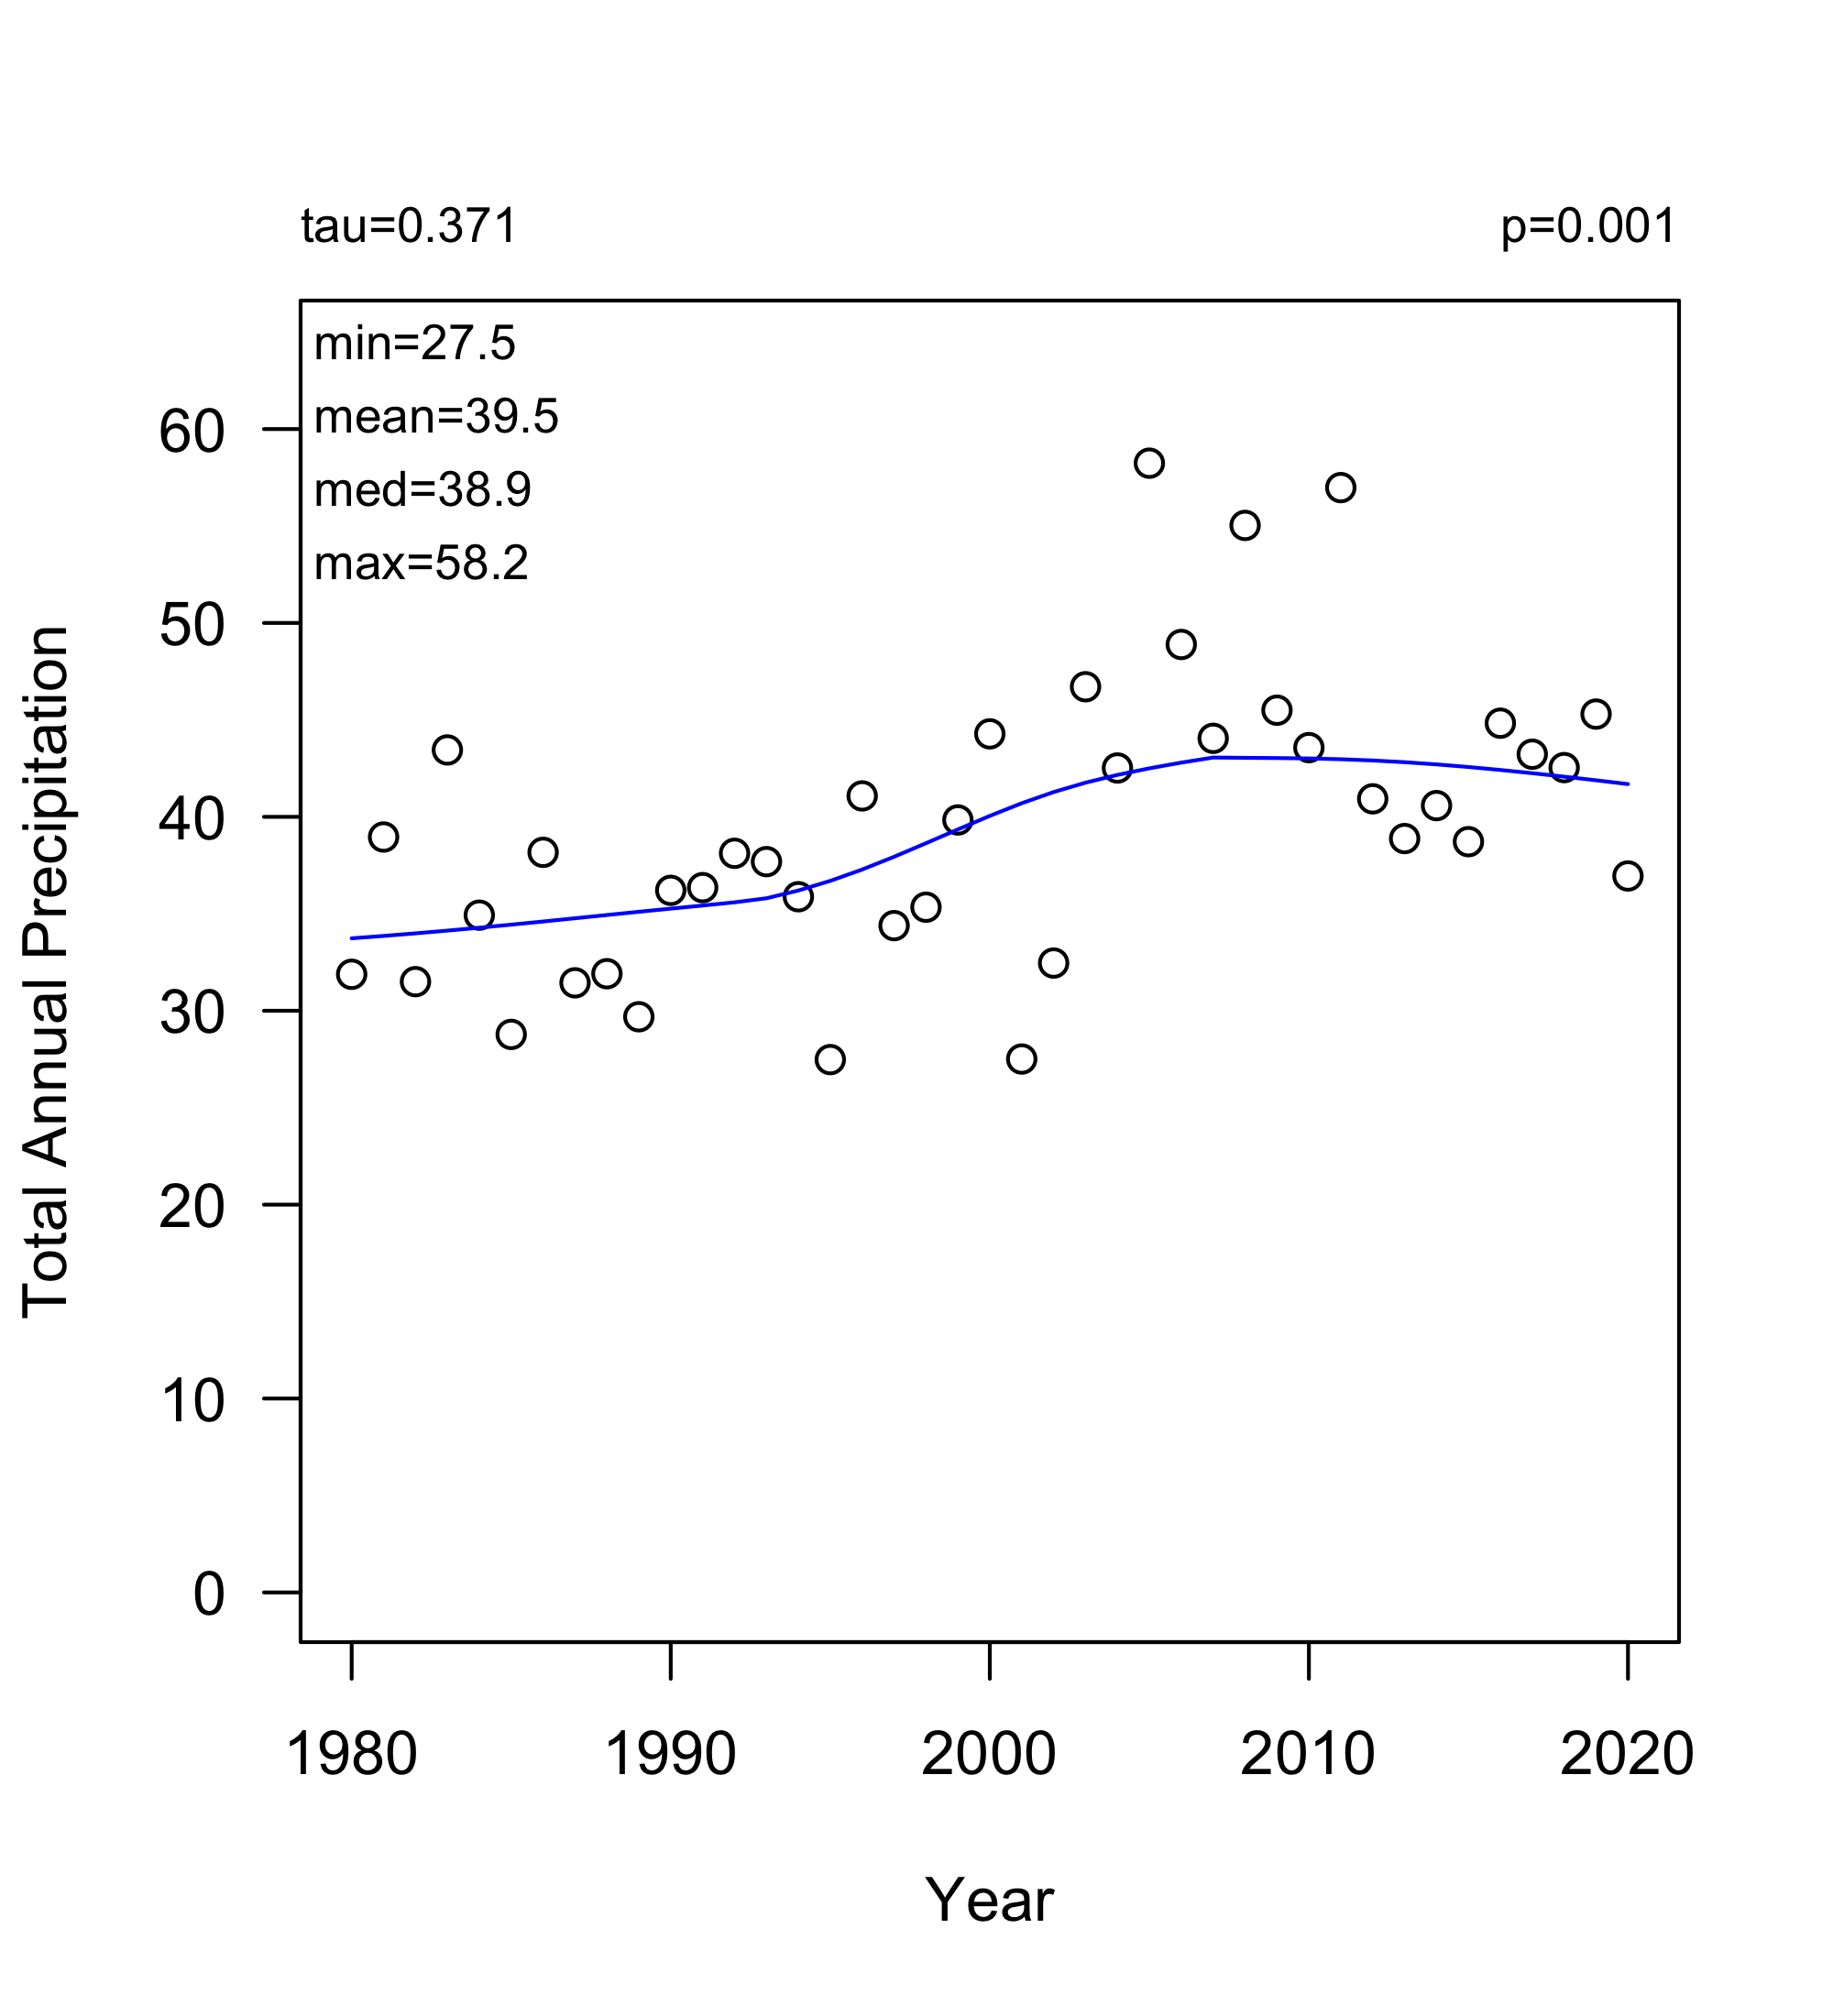 tau=0.371
p=0.001
min=27.5
mean=39.5
med=38.9
max=58.2
60
50
40
30
20
10
0
Total Annual Precipitation
1980
1990
2000
2010
2020
Year